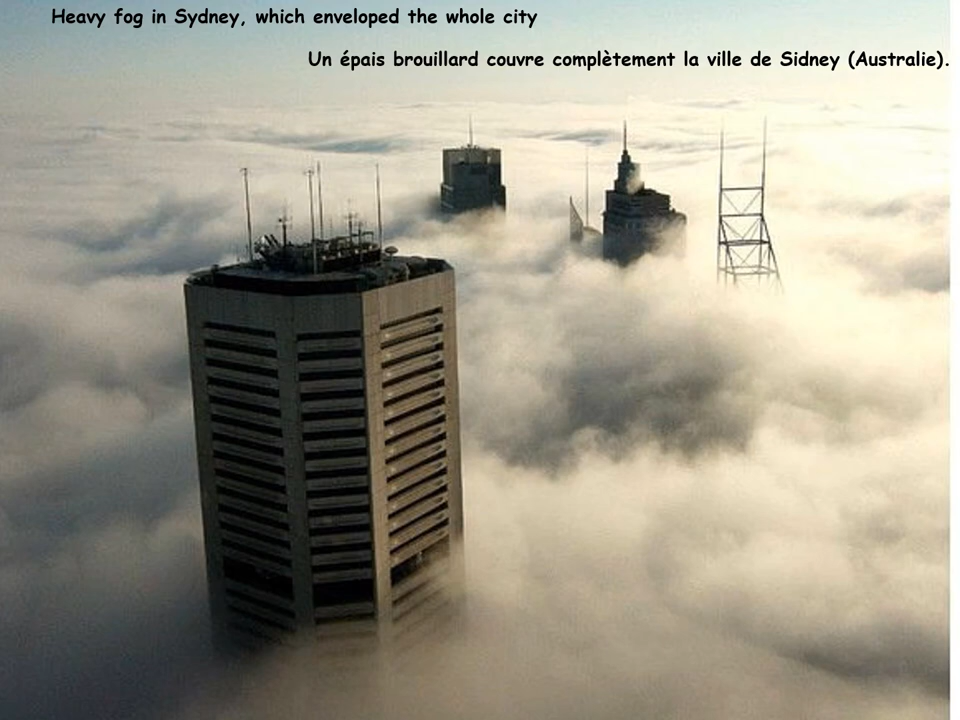 Heavy fog in Sydney, which enveloped the whole city
Un épais brouillard couvre complètement la ville de Sidney (Australie).